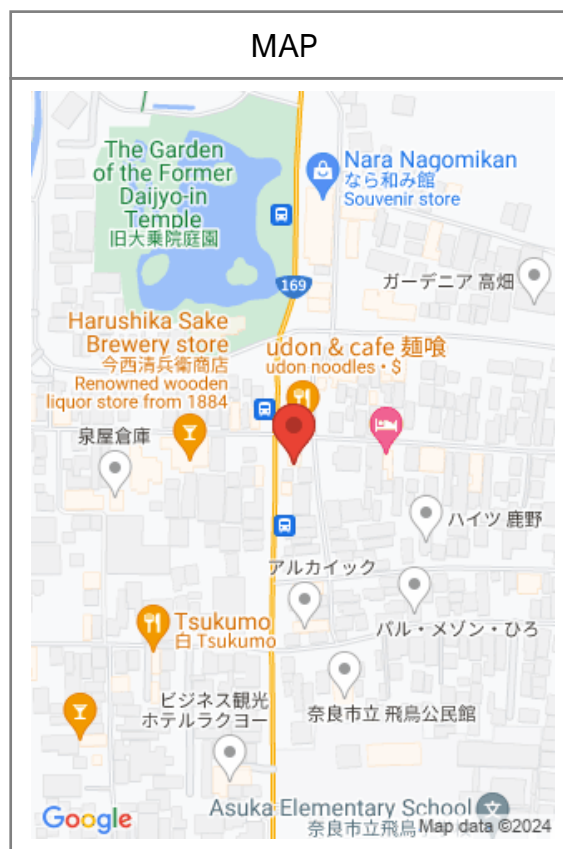 MAP
The Garden
of the Former
Daijyo-in
Temple
旧大乗院庭園
Nara Nagomikan
なら和み館
Souvenir store
169
ガーデニア 高畑
Harushika Sake
Brewery store
今西清兵衛商店
Renowned wooden
liquor store from 1884
udon & cafe 麺喰
udon noodles • $
泉屋倉庫
ハイツ 鹿野
アルカイック
Tsukumo
白 Tsukumo
パル・メゾン・ひろ
ビジネス観光
ホテルラクヨー
奈良市立 飛鳥公民館
Asuka Elementary School
奈良市立飛鳥
Google
Map data ©2024